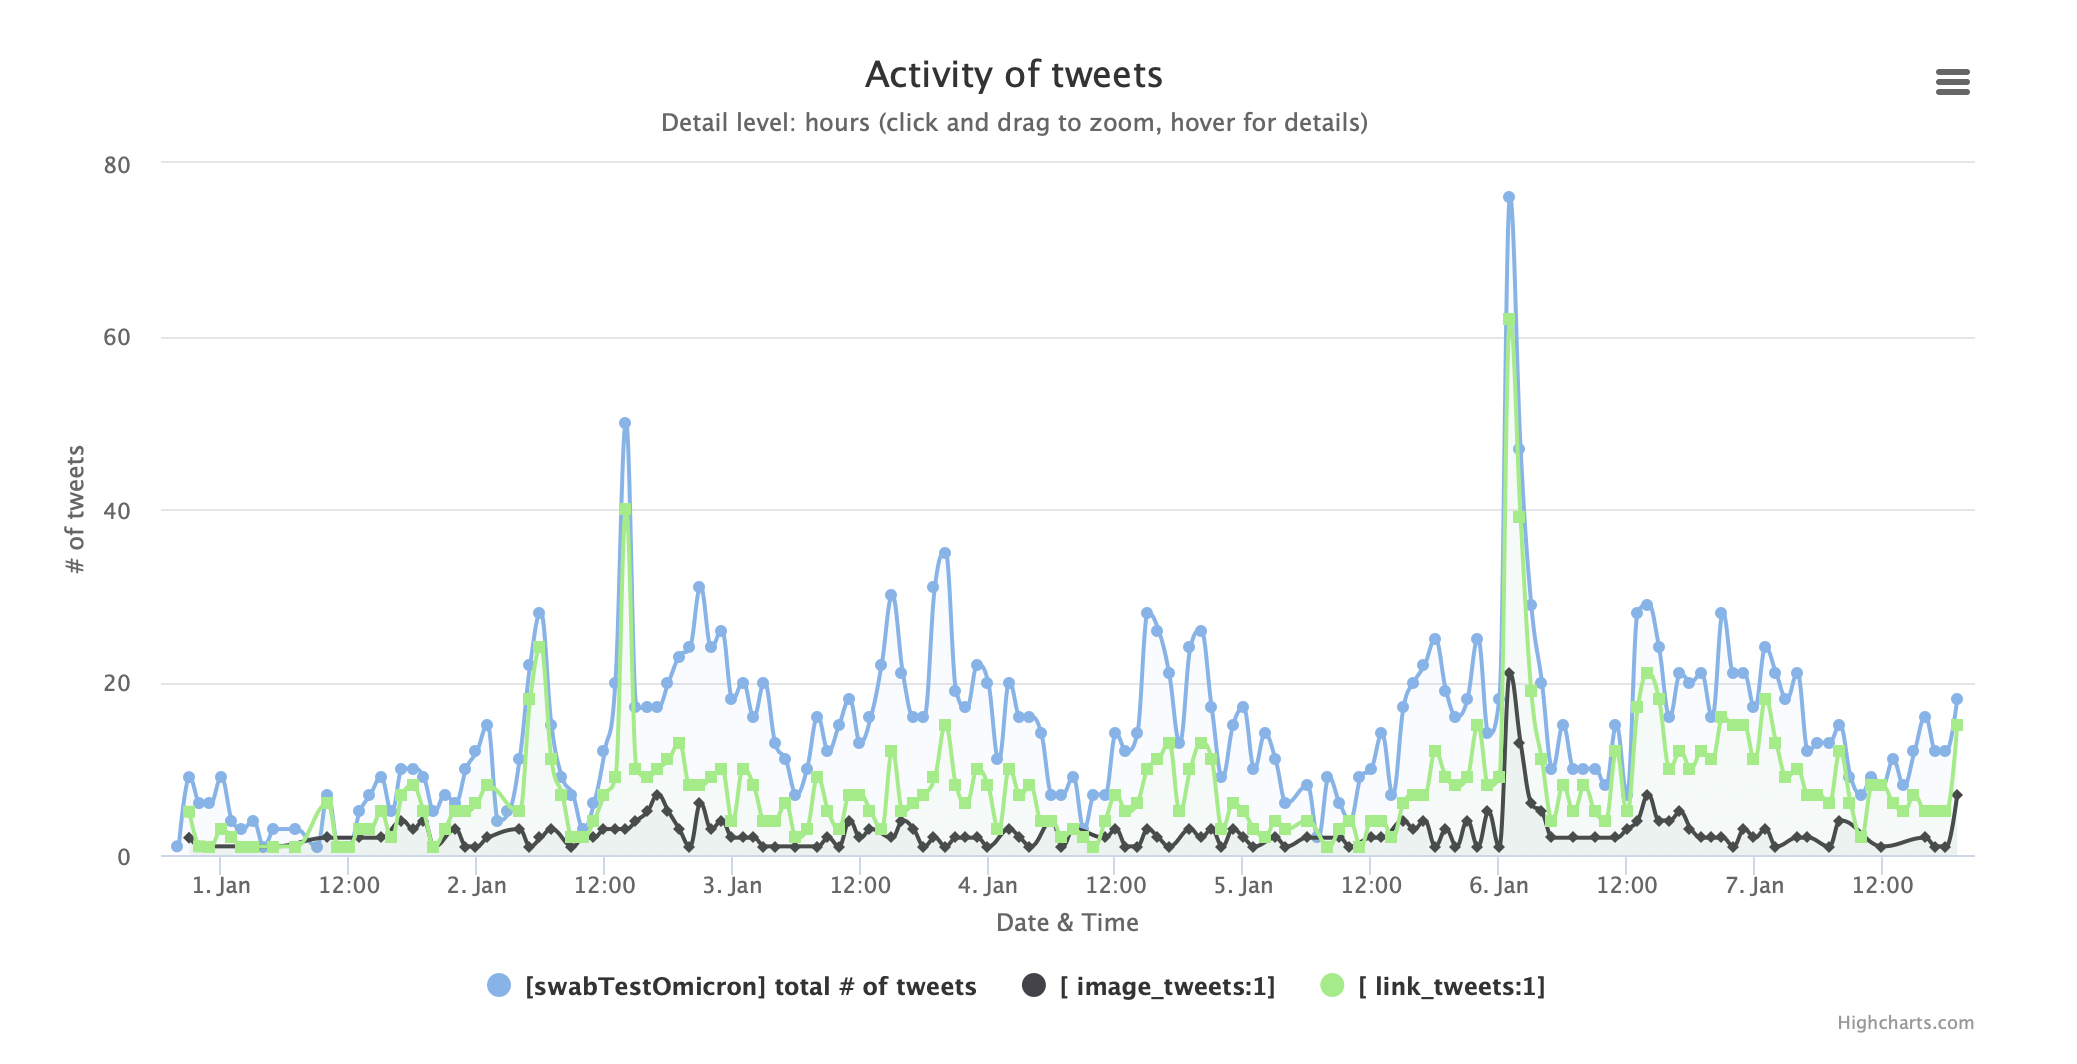 Activity of tweets
Detail level: hours (click and drag to zoom, hover for details)
80
60
40
20
0
# of tweets
1. Jan 12:00 2. Jan 12:00 3. Jan 12:00 4. Jan 12:00 5. Jan 12:00 6. Jan 12:00 7. Jan 12:00
Date & Time
[swabTestOmicron] total # of tweets [ image_tweets:1] [ link_tweets:1]
Highcharts.com